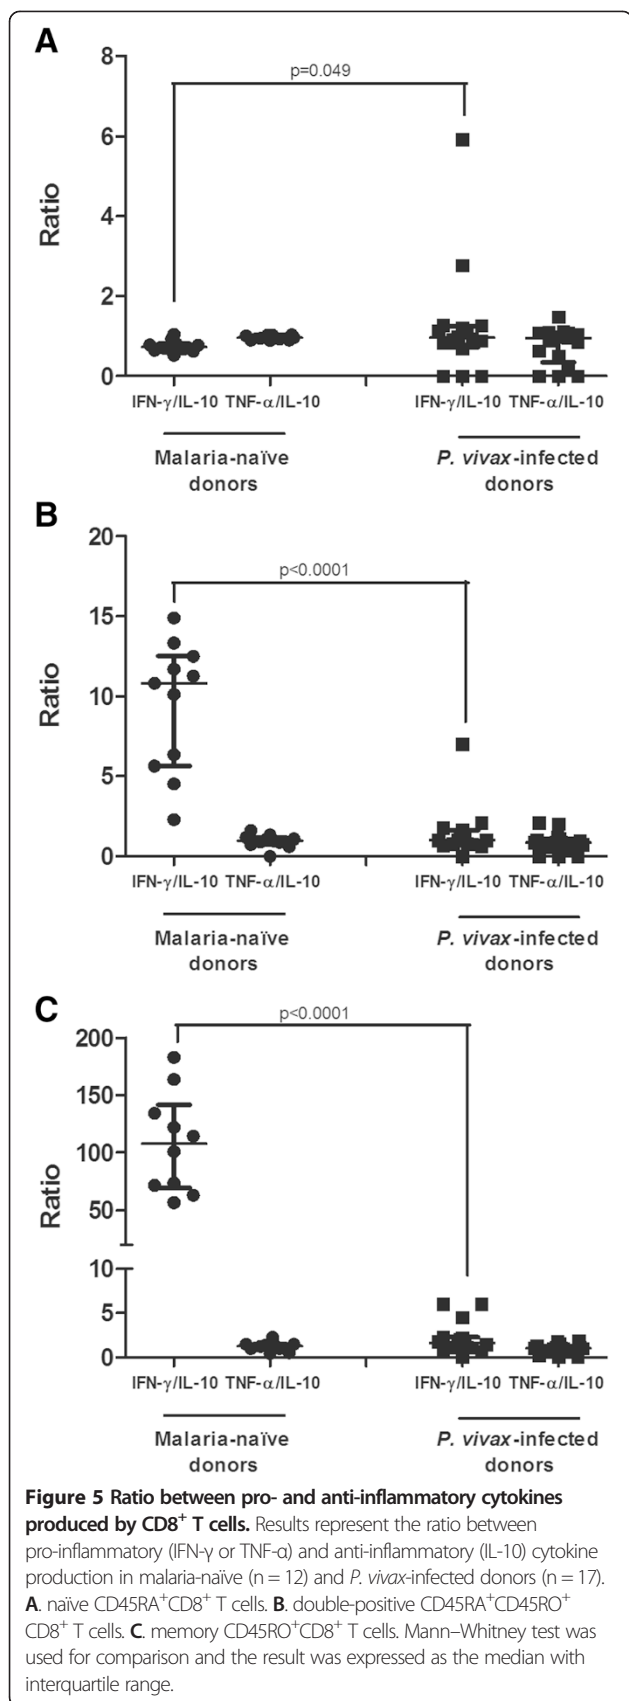 A
8
p=0.049
6
Ratio
4
2
0
IFN-γ/IL-10 TNF-α/IL-10 IFN-γ/IL-10 TNF-α/IL-10
Malaria-naïve donors
P. vivax-infected donors
B
20
p<0.0001
15
Ratio
10
5
0
IFN-γ/IL-10 TNF-α/IL-10 IFN-γ/IL-10 TNF-α/IL-10
Malaria-naïve donors
P. vivax-infected donors
C
p<0.0001
200
150
100
Ratio
50
10
5
0
IFN-γ/IL-10 TNF-α/IL-10 IFN-γ/IL-10 TNF-α/IL-10
Malaria-naïve donors
P. vivax-infected donors
Figure 5 Ratio between pro- and anti-inflammatory cytokines
produced by CD8⁺ T cells. Results represent the ratio between
pro-inflammatory (IFN-γ or TNF-α) and anti-inflammatory (IL-10) cytokine
production in malaria-naïve (n = 12) and P. vivax-infected donors (n = 17).
A. naïve CD45RA⁺CD8⁺ T cells. B. double-positive CD45RA⁺CD45RO⁺
CD8⁺ T cells. C. memory CD45RO⁺CD8⁺ T cells. Mann–Whitney test was
used for comparison and the result was expressed as the median with
interquartile range.